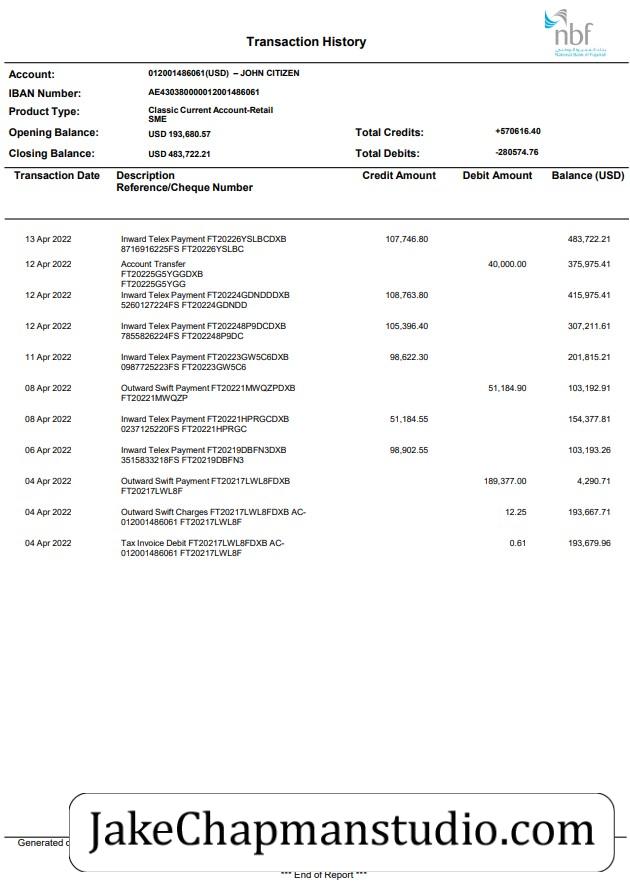 Transaction History
nbf
National Bank of Fujairah
Account: 012001486061(USD) – JOHN CITIZEN
IBAN Number: AE430380000012001486061
Product Type: Classic Current Account-Retail
SME
Opening Balance: USD 193,680.57 Total Credits: +570616.40
Closing Balance: USD 483,722.21 Total Debits: -280574.76
Transaction Date Description Credit Amount Debit Amount Balance (USD)
Reference/Cheque Number
13 Apr 2022 Inward Telex Payment FT20226YSLBCDXB 107,746.80 483,722.21
8716916225FS FT20226YSLBC
12 Apr 2022 Account Transfer 40,000.00 375,975.41
FT20225G5YGGDXB
FT20225G5YGG
12 Apr 2022 Inward Telex Payment FT20224GDNDDDXB 108,763.80 415,975.41
5260127224FS FT20224GDNDD
12 Apr 2022 Inward Telex Payment FT202248P9DCDXB 105,396.40 307,211.61
7855826224FS FT202248P9DC
11 Apr 2022 Inward Telex Payment FT20223GW5C6DXB 98,622.30 201,815.21
0987725223FS FT20223GW5C6
08 Apr 2022 Outward Swift Payment FT20221MWQZPDXB 51,184.90 103,192.91
FT20221MWQZP
08 Apr 2022 Inward Telex Payment FT20221HPRGCDXB 51,184.55 154,377.81
0237125220FS FT20221HPRGC
06 Apr 2022 Inward Telex Payment FT20219DBFN3DXB 98,902.55 103,193.26
3515833218FS FT20219DBFN3
04 Apr 2022 Outward Swift Payment FT20217LWL8FDXB 189,377.00 4,290.71
FT20217LWL8F
04 Apr 2022 Outward Swift Charges FT20217LWL8FDXB AC- 12.25 193,667.71
012001486061 FT20217LWL8F
04 Apr 2022 Tax Invoice Debit FT20217LWL8FDXB AC- 0.61 193,679.96
012001486061 FT20217LWL8F
JakeChapmanstudio.com
Generated
*** End of Report ***